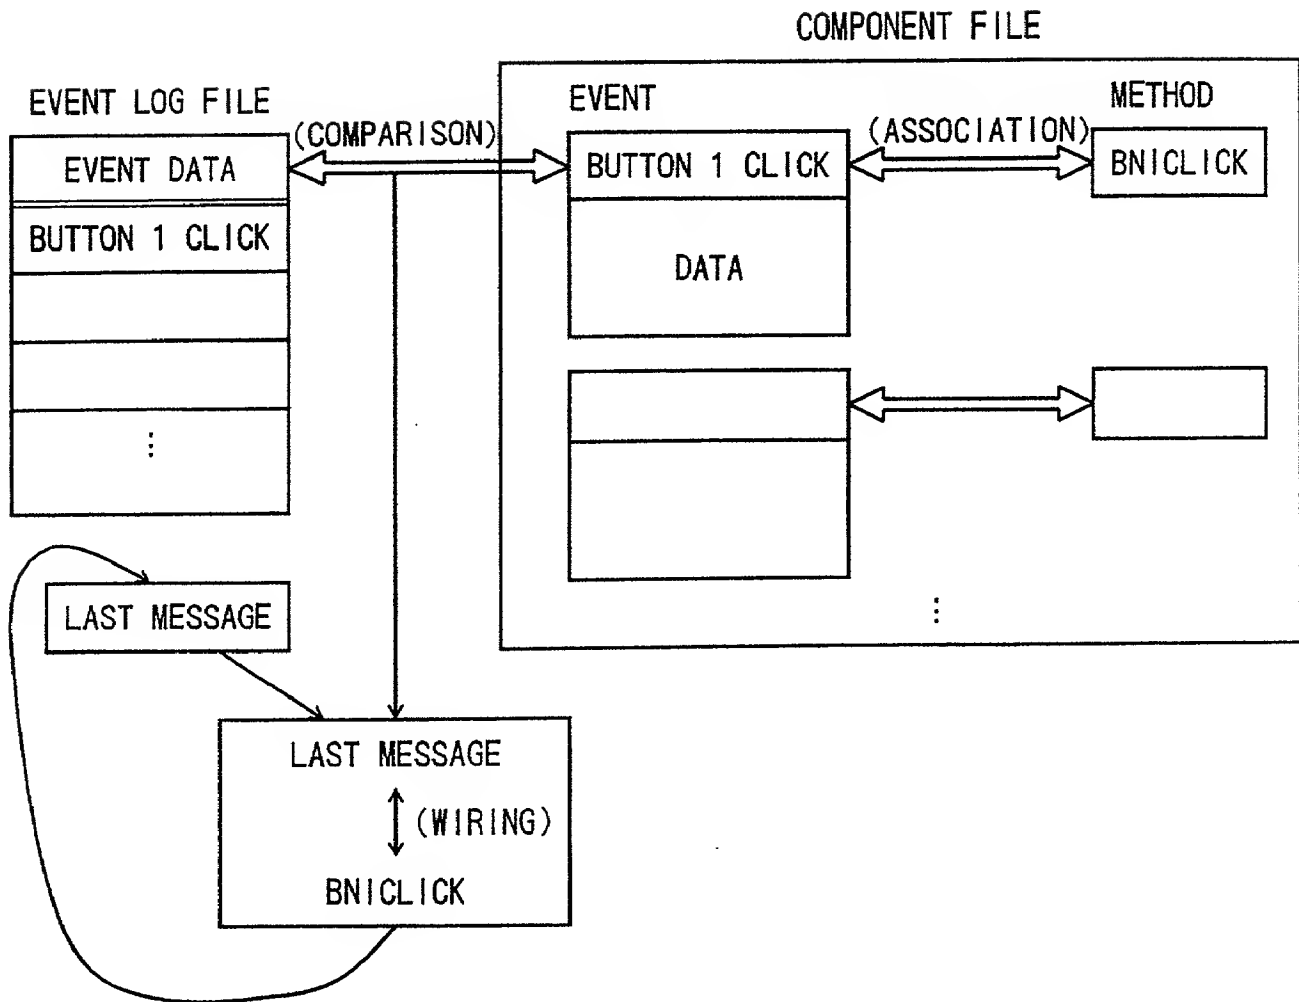 COMPONENT FILE
EVENT LOG FILE
EVENT
METHOD
(COMPARISON)
(ASSOCIATION)
EVENT DATA
BUTTON 1 CLICK
BNICLICK
BUTTON 1 CLICK
DATA
⋮
⋮
LAST MESSAGE
LAST MESSAGE
(WIRING)
BNICLICK